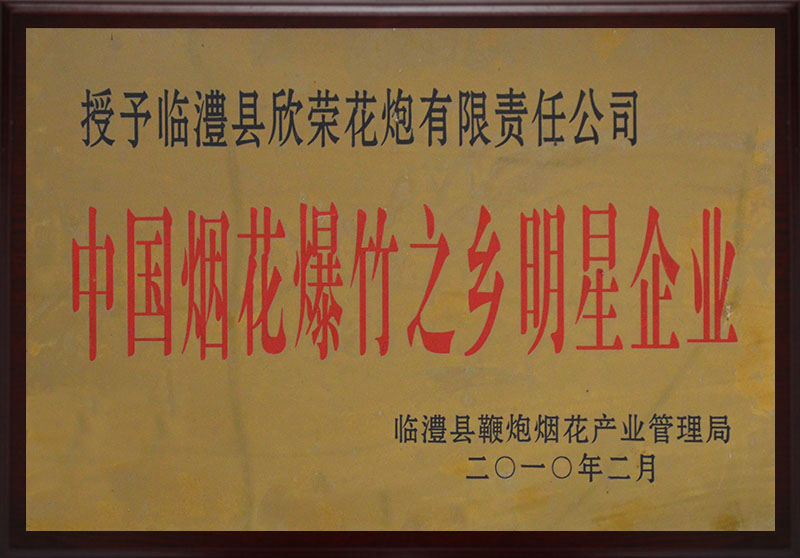 授予临澧县欣荣花炮有限责任公司
中国烟花爆竹之乡明星企业
临澧县鞭炮烟花产业管理局
二〇一〇年二月